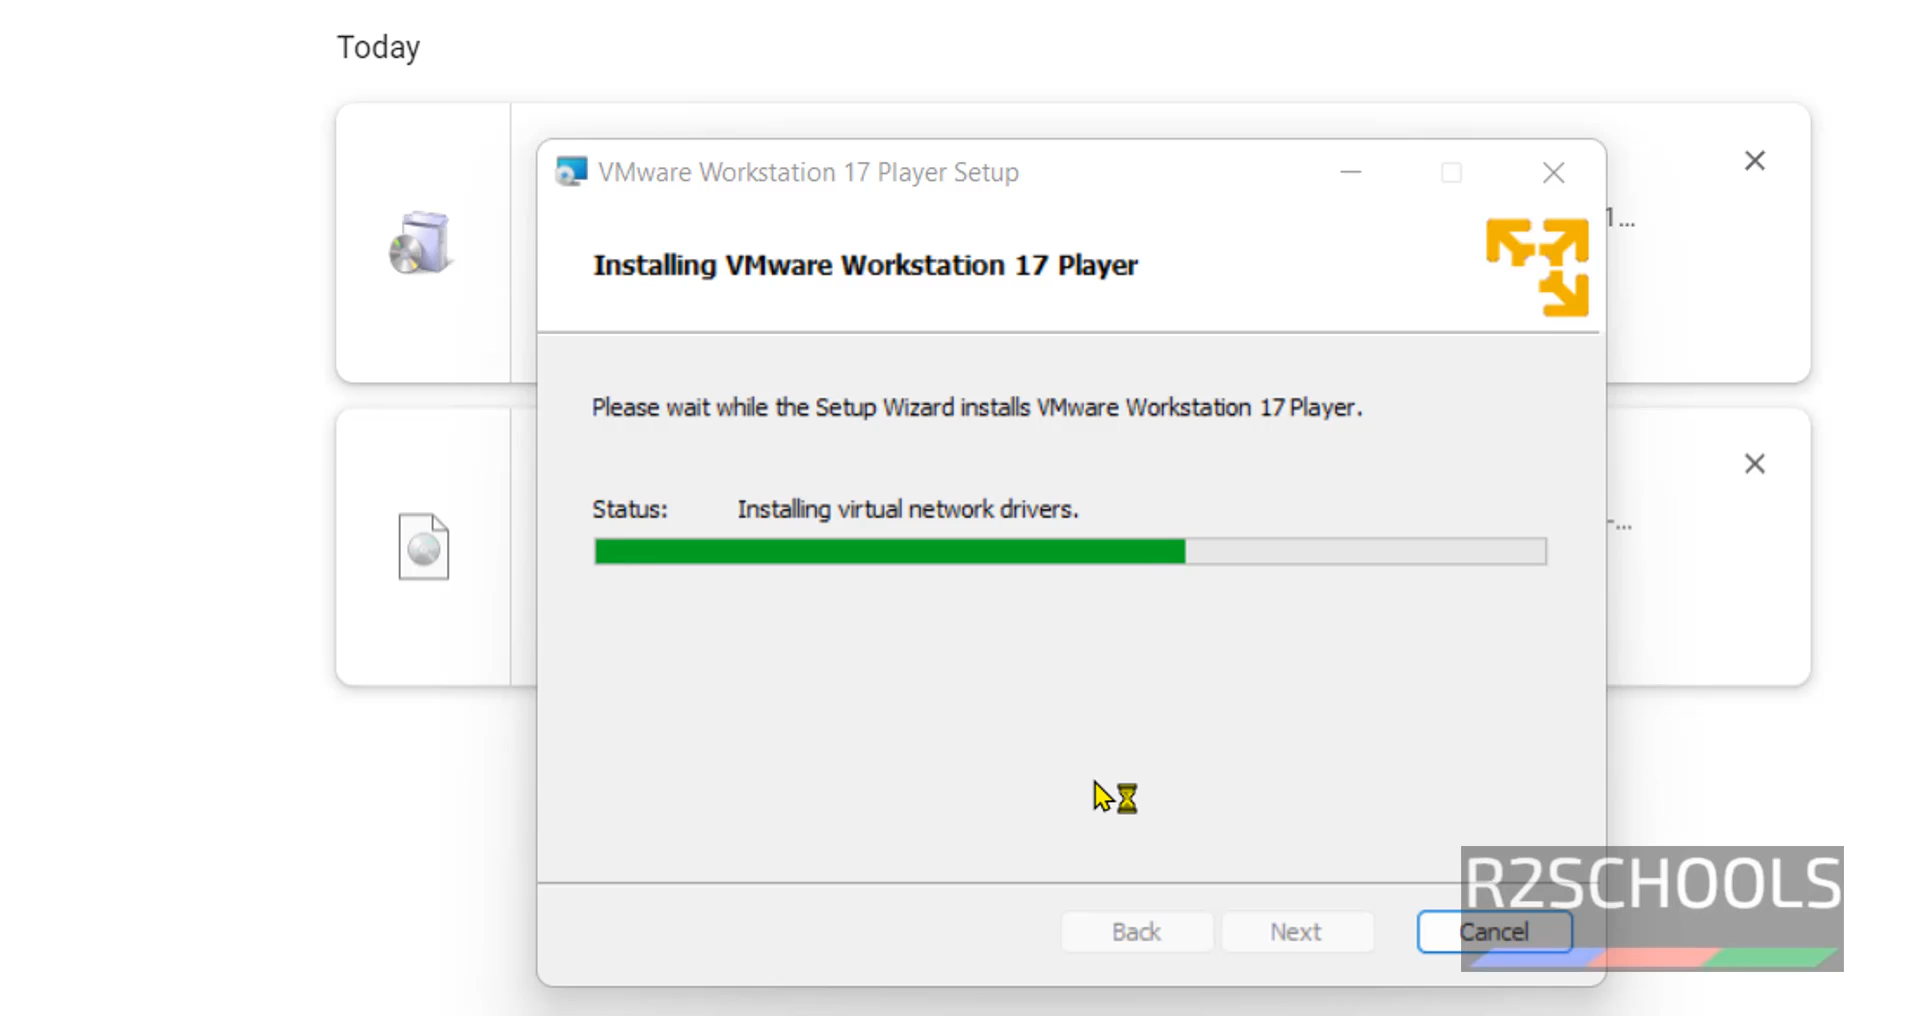 Today
VMware Workstation 17 Player Setup
1...
Installing VMware Workstation 17 Player
Please wait while the Setup Wizard installs VMware Workstation 17 Player.
Status: Installing virtual network drivers.
-...
R2SCHOOLS
Back Next Cancel